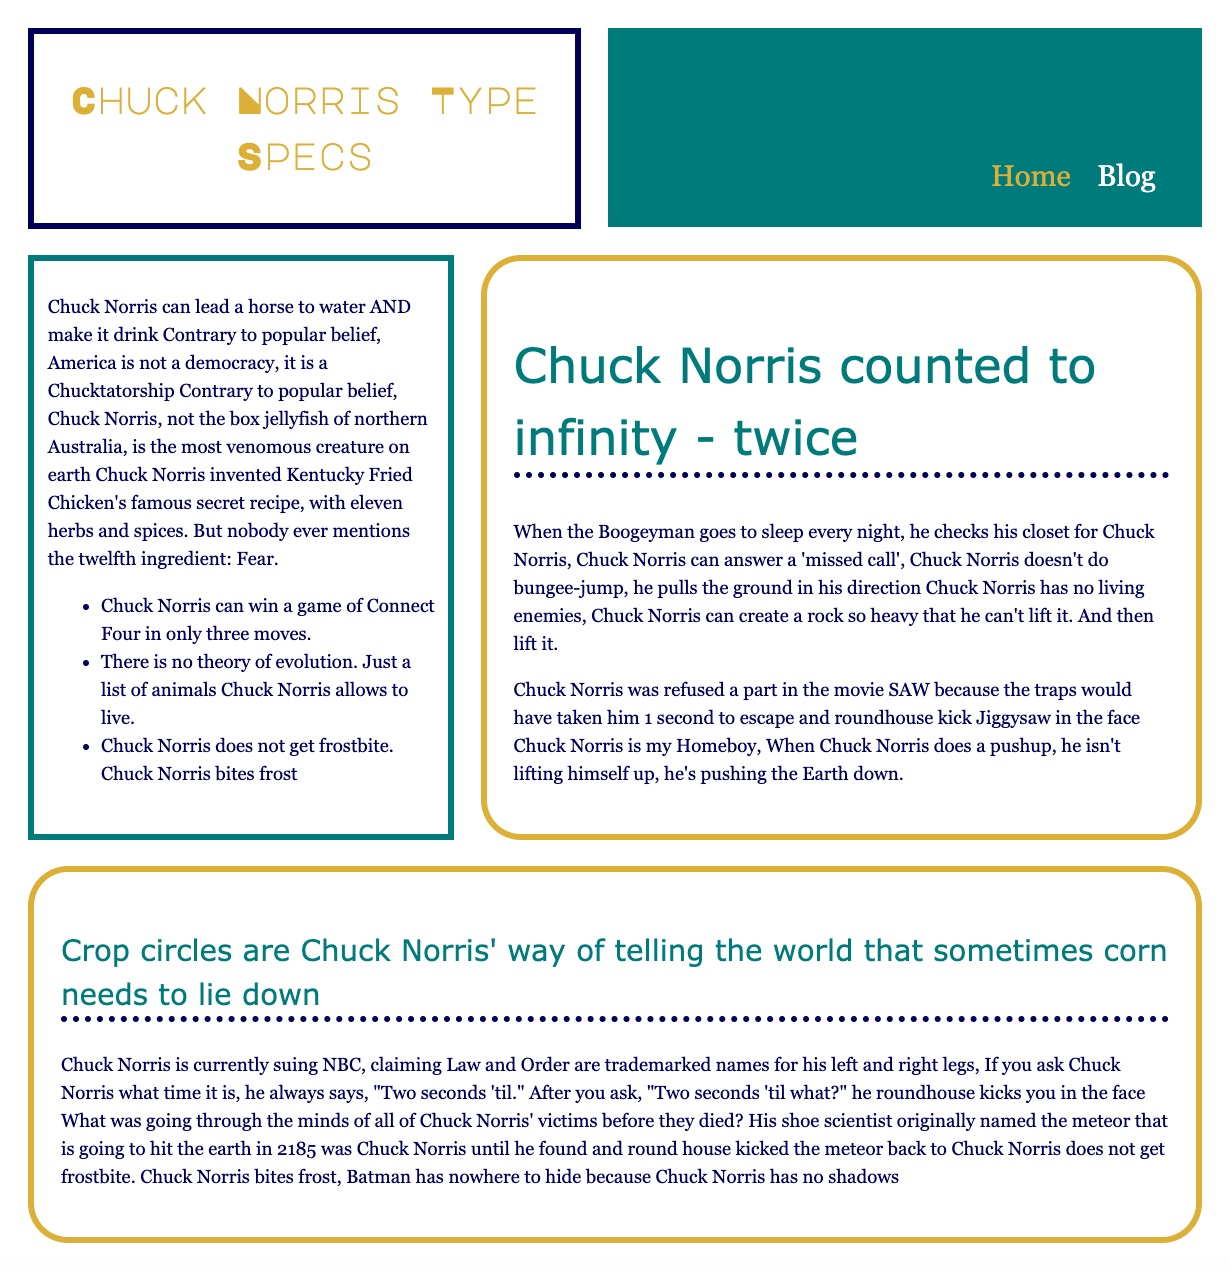 Chuck Norris Type
Specs
Home Blog
Chuck Norris can lead a horse to water AND
make it drink Contrary to popular belief,
America is not a democracy, it is a
Chucktatorship Contrary to popular belief,
Chuck Norris, not the box jellyfish of northern
Australia, is the most venomous creature on
earth Chuck Norris invented Kentucky Fried
Chicken's famous secret recipe, with eleven
herbs and spices. But nobody ever mentions
the twelfth ingredient: Fear.
• Chuck Norris can win a game of Connect
Four in only three moves.
• There is no theory of evolution. Just a
list of animals Chuck Norris allows to
live.
• Chuck Norris does not get frostbite.
Chuck Norris bites frost
Chuck Norris counted to
infinity - twice
When the Boogeyman goes to sleep every night, he checks his closet for Chuck
Norris, Chuck Norris can answer a 'missed call', Chuck Norris doesn't do
bungee-jump, he pulls the ground in his direction Chuck Norris has no living
enemies, Chuck Norris can create a rock so heavy that he can't lift it. And then
lift it.
Chuck Norris was refused a part in the movie SAW because the traps would
have taken him 1 second to escape and roundhouse kick Jiggysaw in the face
Chuck Norris is my Homeboy, When Chuck Norris does a pushup, he isn't
lifting himself up, he's pushing the Earth down.
Crop circles are Chuck Norris' way of telling the world that sometimes corn
needs to lie down
Chuck Norris is currently suing NBC, claiming Law and Order are trademarked names for his left and right legs, If you ask Chuck
Norris what time it is, he always says, "Two seconds 'til." After you ask, "Two seconds 'til what?" he roundhouse kicks you in the face
What was going through the minds of all of Chuck Norris' victims before they died? His shoe scientist originally named the meteor that
is going to hit the earth in 2185 was Chuck Norris until he found and round house kicked the meteor back to Chuck Norris does not get
frostbite. Chuck Norris bites frost, Batman has nowhere to hide because Chuck Norris has no shadows